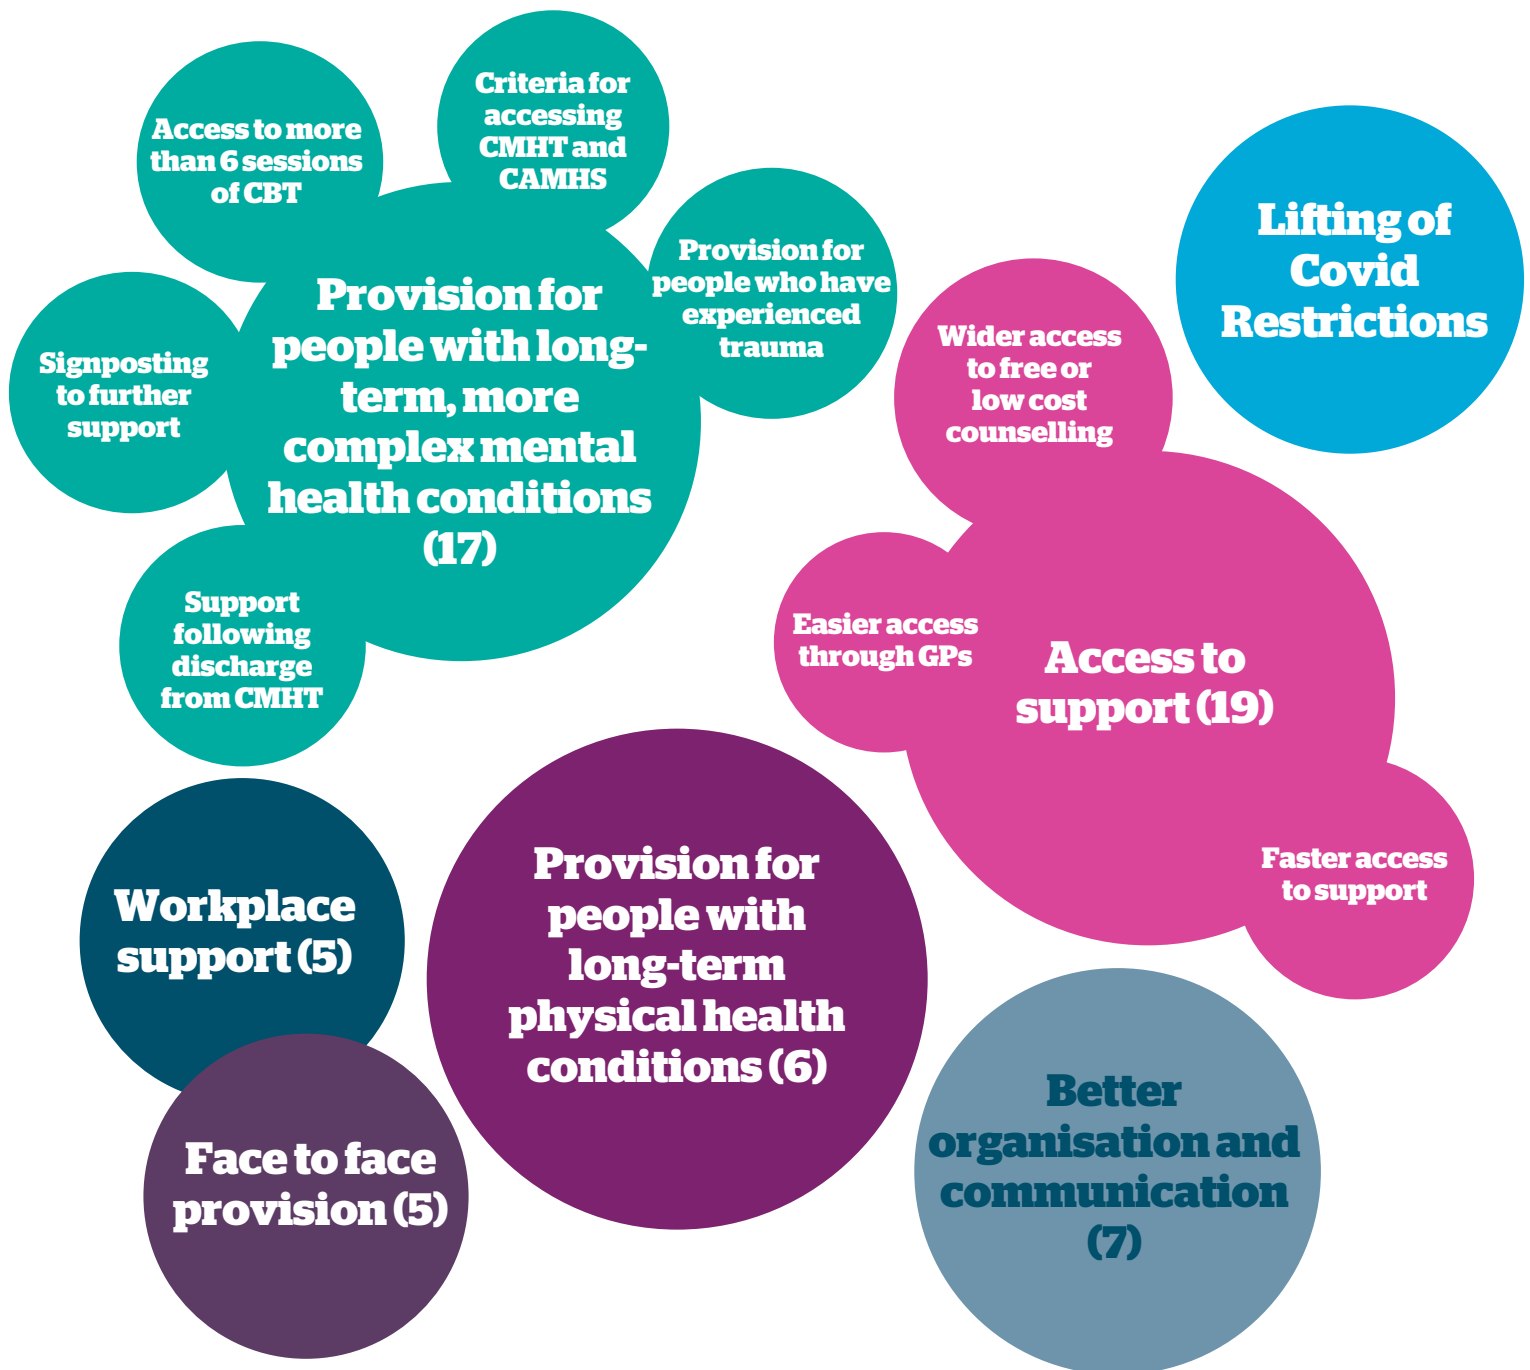 Criteria for
accessing
CMHT and
CAMHS
Access to more
than 6 sessions
of CBT
Provision for
people who have
experienced
trauma
Signposting
to further
support
Provision for
people with long-
term, more
complex mental
health conditions
(17)
Support
following
discharge
from CMHT
Lifting of
Covid
Restrictions
Wider access
to free or
low cost
counselling
Easier access
through GPs
Access to
support (19)
Faster access
to support
Workplace
support (5)
Provision for
people with
long-term
physical health
conditions (6)
Face to face
provision (5)
Better
organisation and
communication
(7)